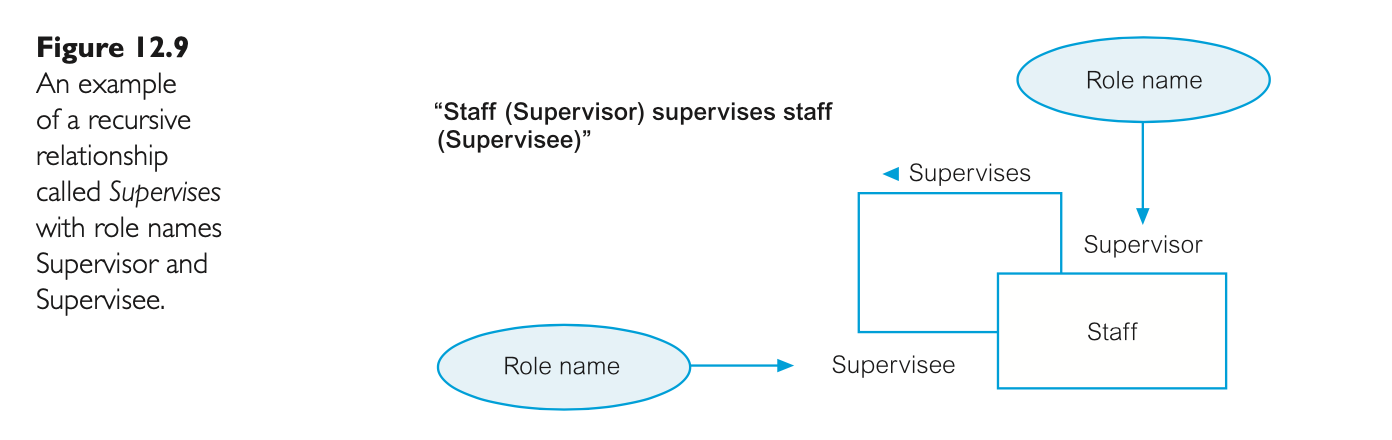 Figure 12.9
An example
of a recursive
relationship
called Supervises
with role names
Supervisor and
Supervisee.
“Staff (Supervisor) supervises staff
(Supervisee)”
Role name
◄ Supervises
Supervisor
Staff
Role name
Supervisee